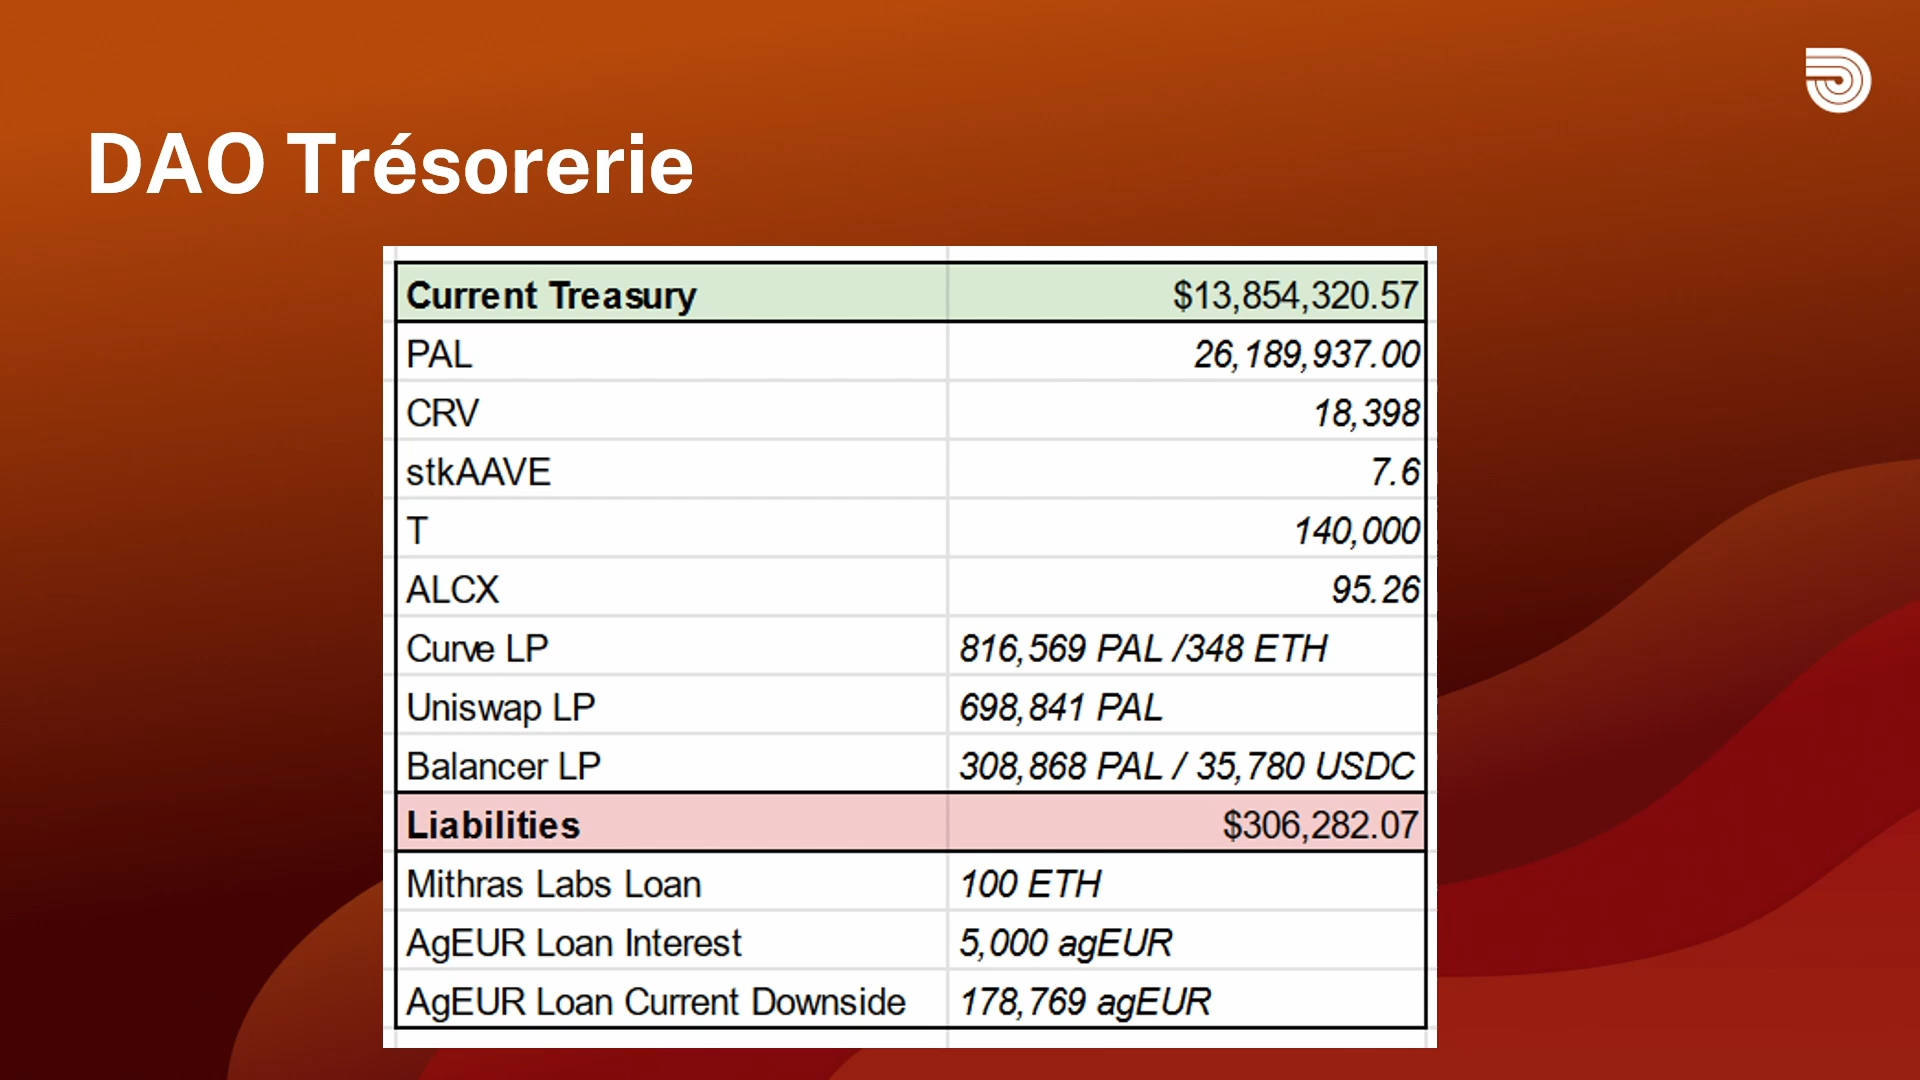 DAO Trésorerie
Current Treasury $13,854,320.57
PAL 26,189,937.00
CRV 18,398
stkAAVE 7.6
T 140,000
ALCX 95.26
Curve LP 816,569 PAL /348 ETH
Uniswap LP 698,841 PAL
Balancer LP 308,868 PAL / 35,780 USDC
Liabilities $306,282.07
Mithras Labs Loan 100 ETH
AgEUR Loan Interest 5,000 agEUR
AgEUR Loan Current Downside 178,769 agEUR